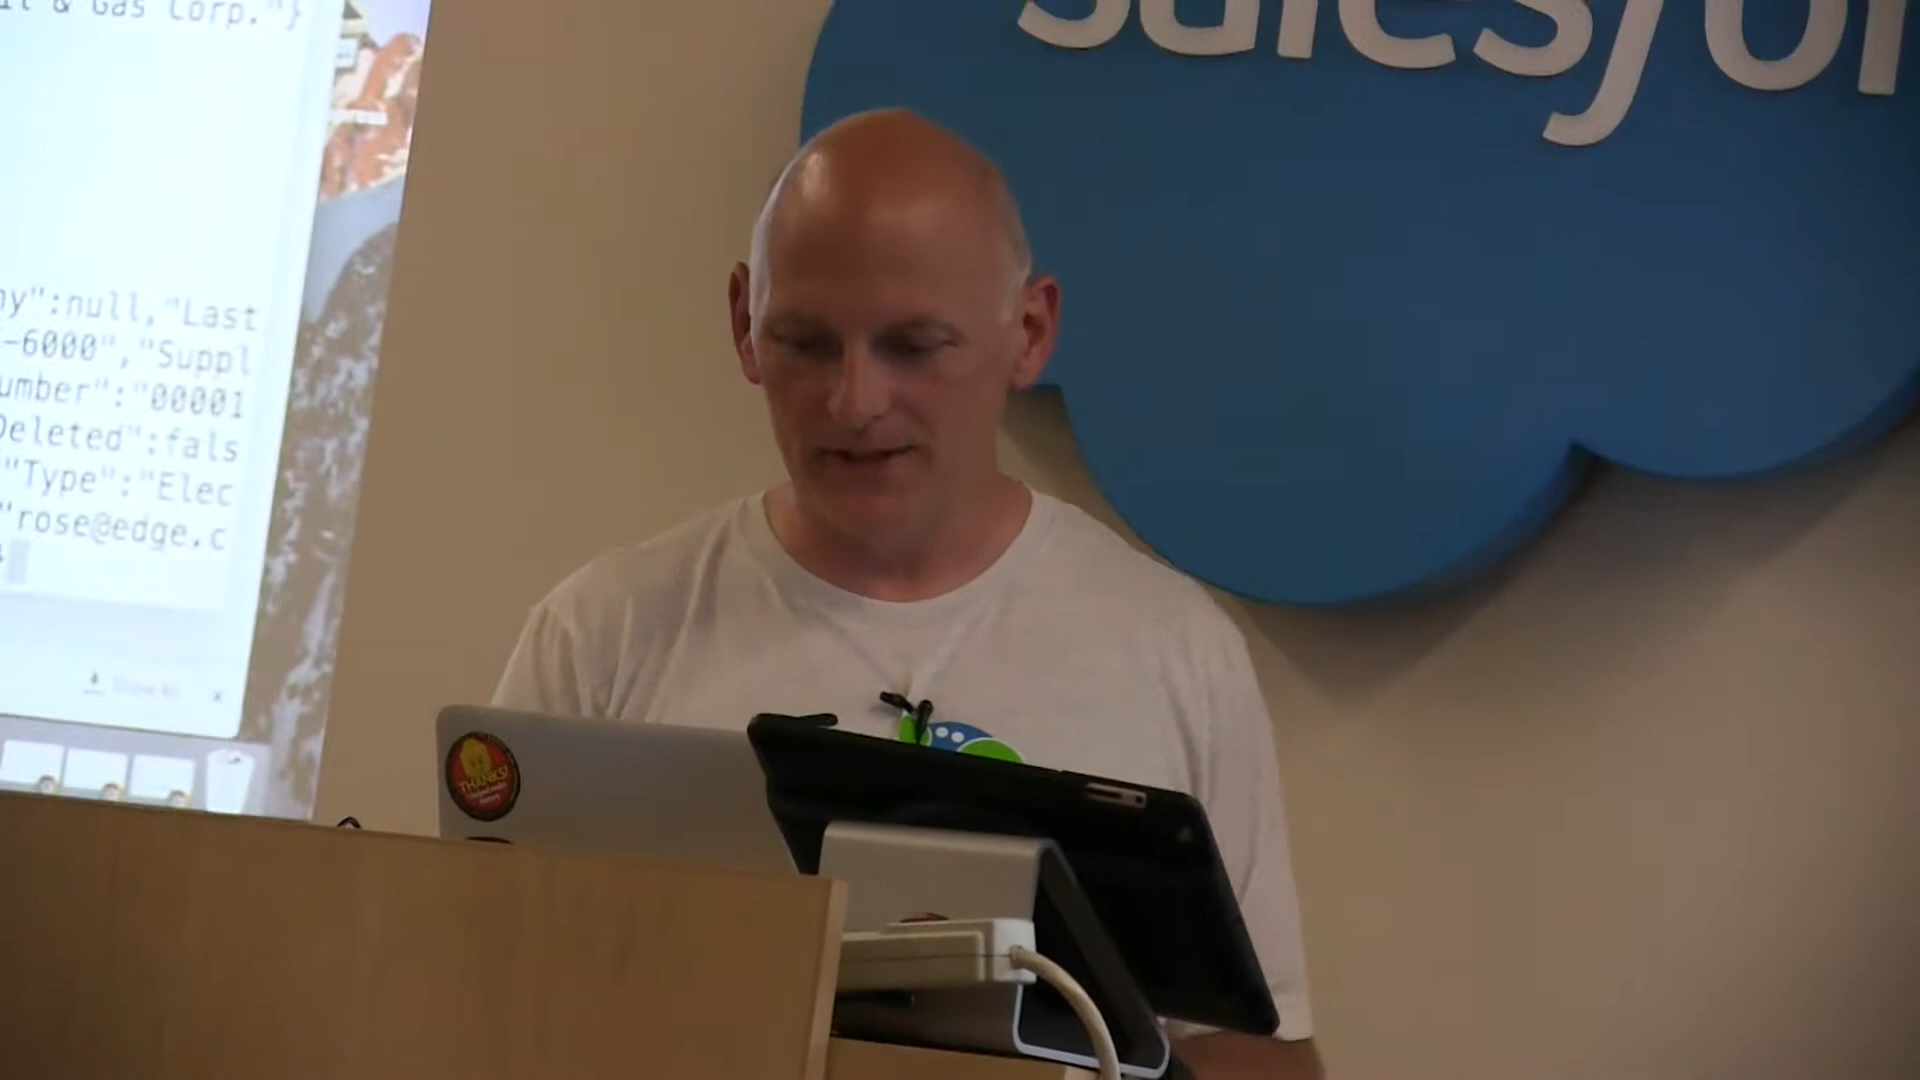 il & Gas Corp."}
ny":null,"Last
-6000","Suppl
umber":"00001
Deleted":fals
"Type":"Elec
"rose@edge.c
salesfor
THANKS!